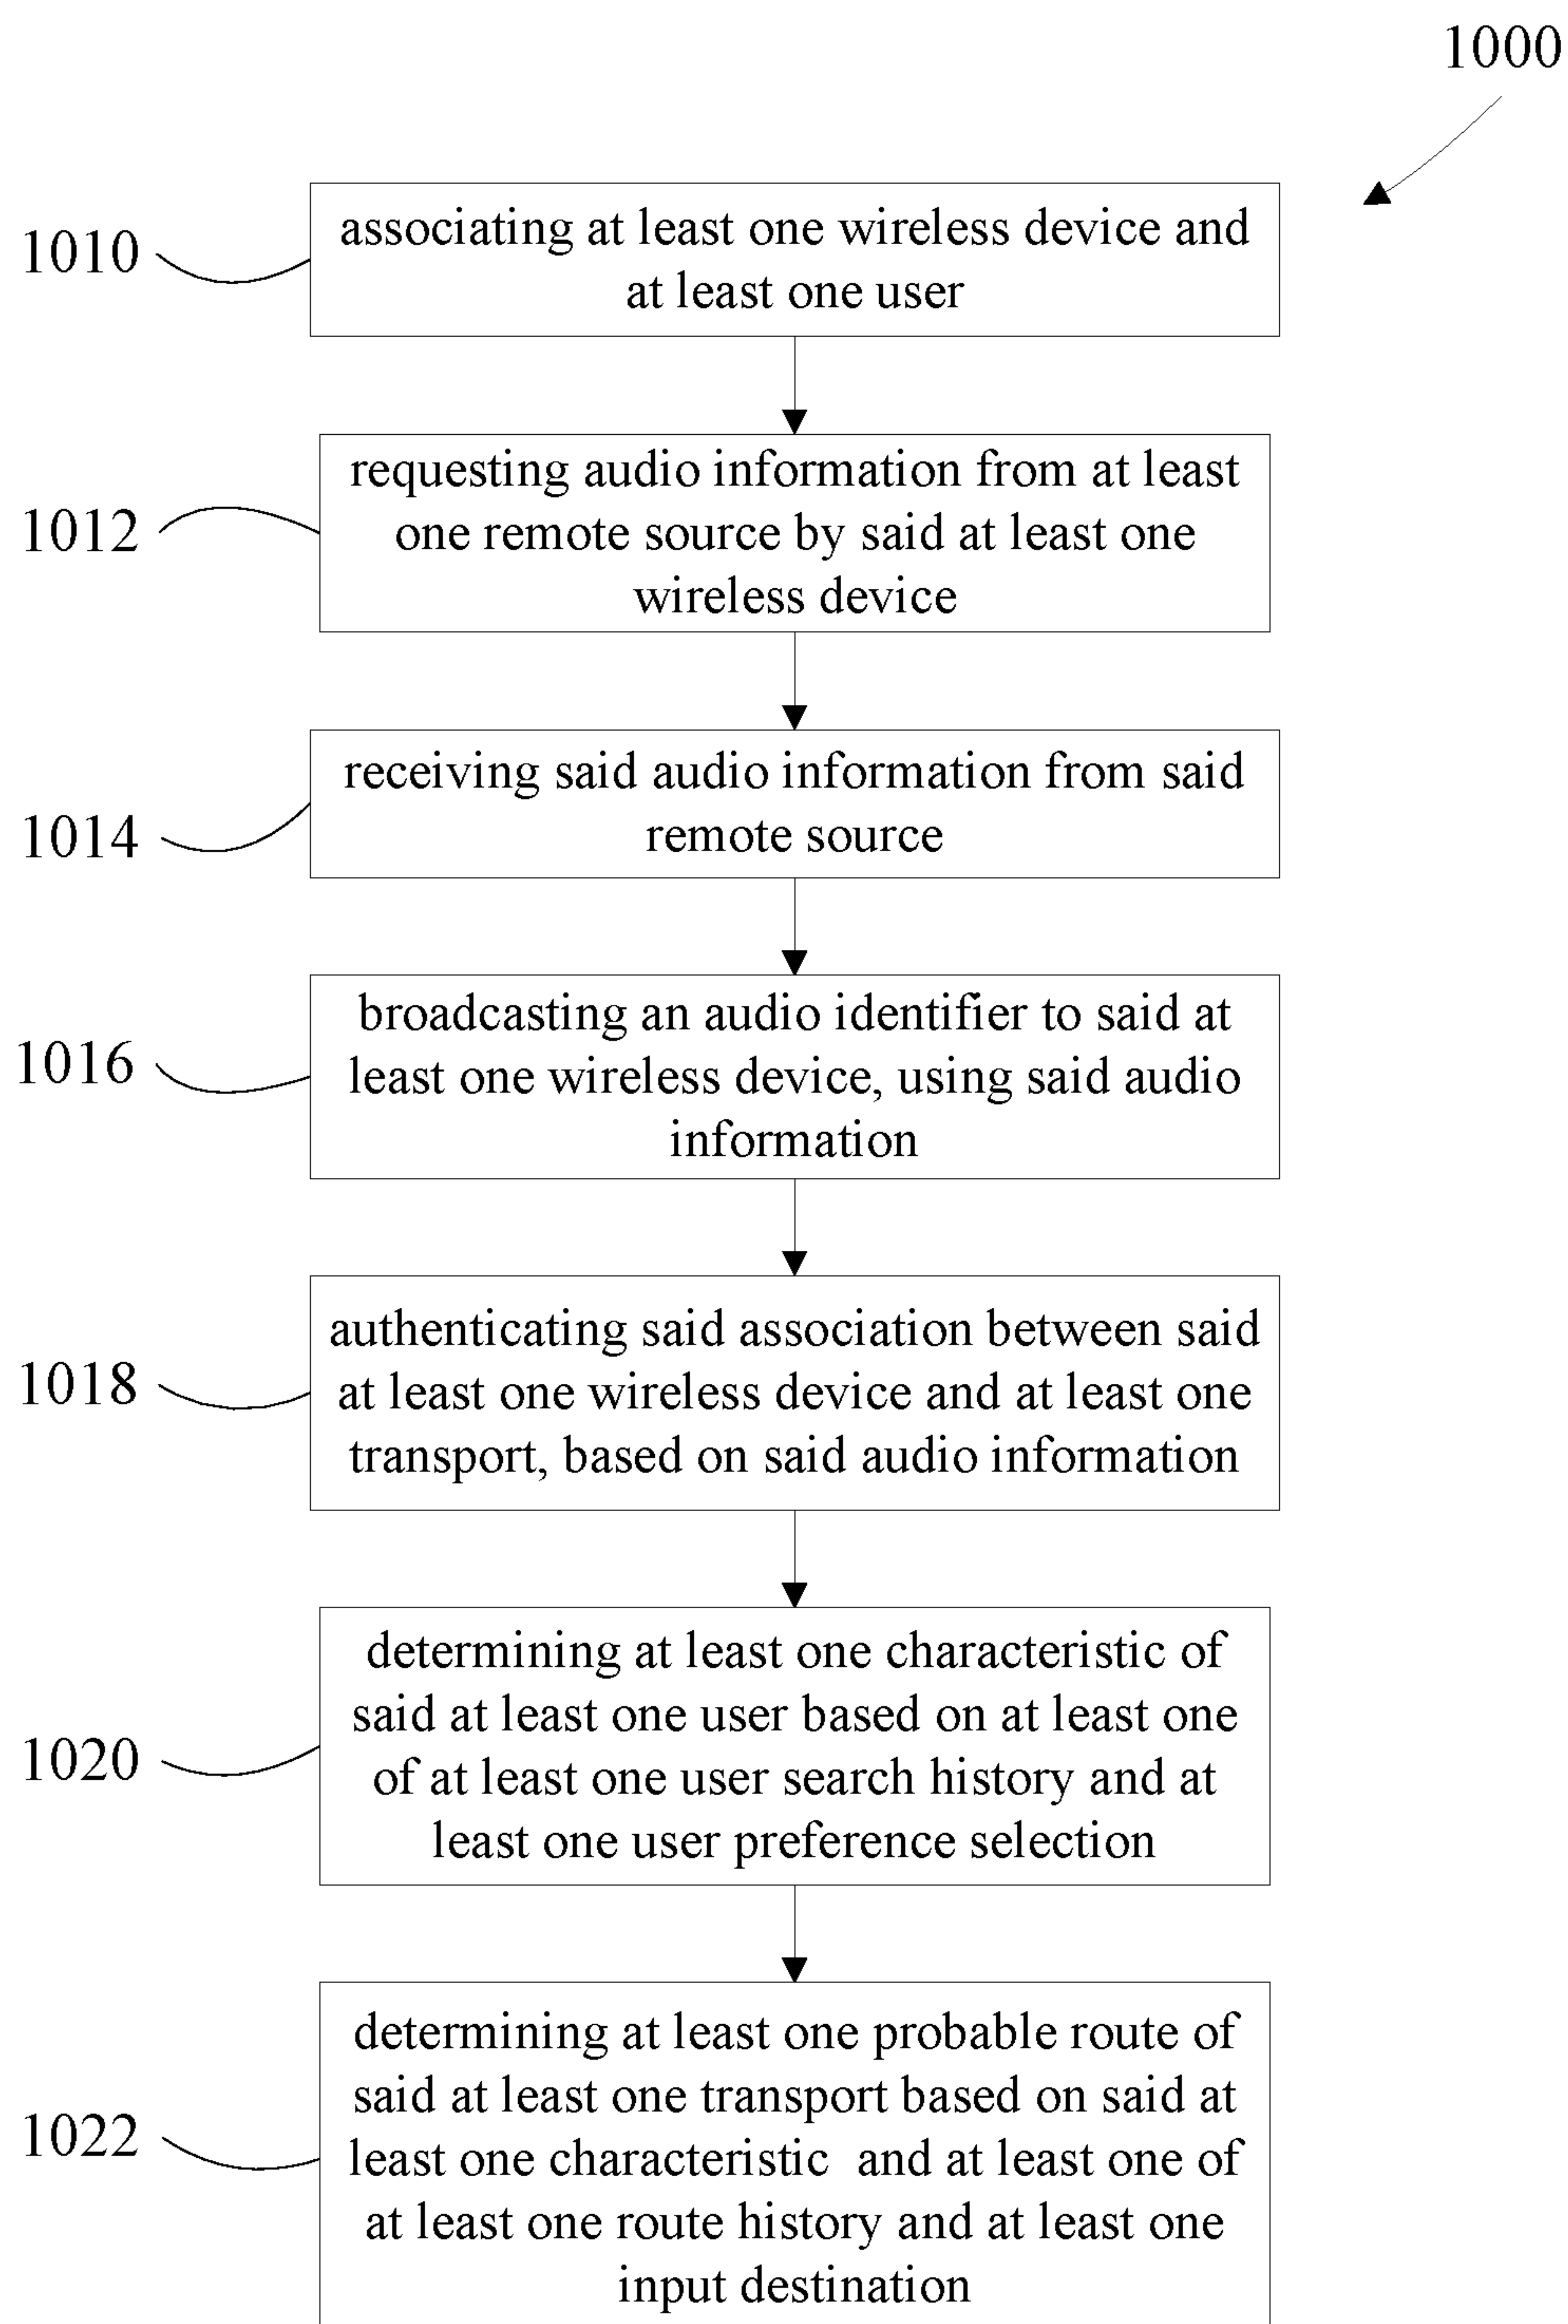 1000
1010
associating at least one wireless device and
at least one user
1012
requesting audio information from at least
one remote source by said at least one
wireless device
1014
receiving said audio information from said
remote source
1016
broadcasting an audio identifier to said at
least one wireless device, using said audio
information
1018
authenticating said association between said
at least one wireless device and at least one
transport, based on said audio information
1020
determining at least one characteristic of
said at least one user based on at least one
of at least one user search history and at
least one user preference selection
1022
determining at least one probable route of
said at least one transport based on said at
least one characteristic and at least one of
at least one route history and at least one
input destination